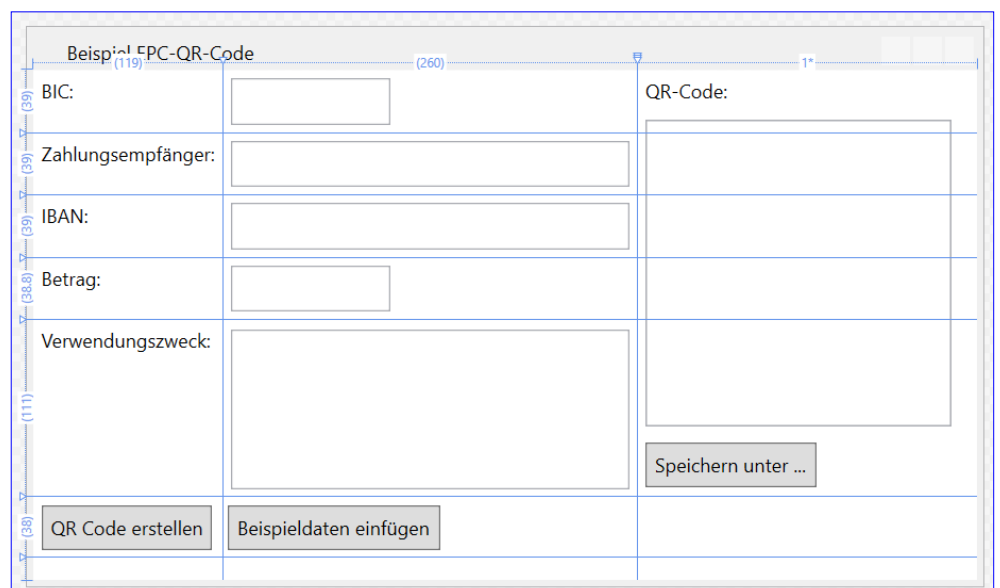 Beispiel EPC-QR-Code
(119) (260) 1*
(39) BIC: QR-Code:
(39) Zahlungsempfänger:
(39) IBAN:
(38.8) Betrag:
Verwendungszweck:
(111)
Speichern unter ...
(38) QR Code erstellen Beispieldaten einfügen